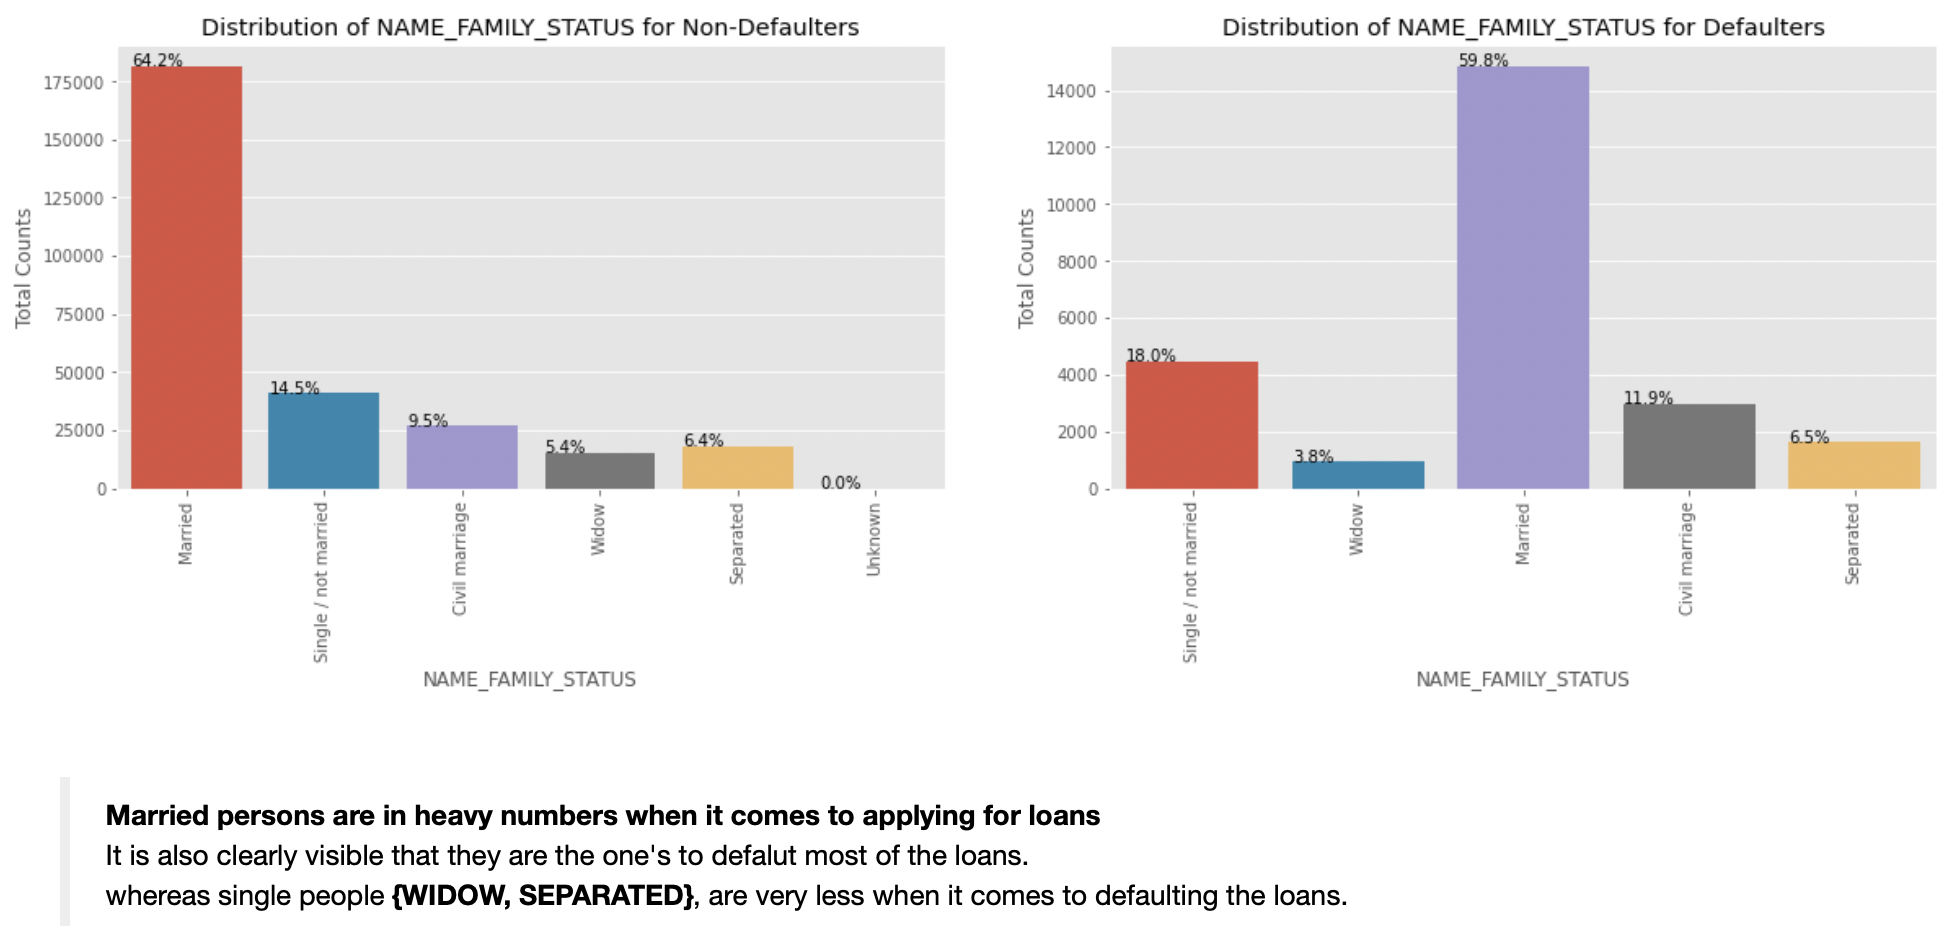 Distribution of NAME_FAMILY_STATUS for Non-Defaulters
Total Counts
175000
150000
125000
100000
75000
50000
25000
0
64.2%
14.5%
9.5%
5.4%
6.4%
0.0%
Married
Single / not married
Civil marriage
Widow
Separated
Unknown
NAME_FAMILY_STATUS
Distribution of NAME_FAMILY_STATUS for Defaulters
Total Counts
14000
12000
10000
8000
6000
4000
2000
0
18.0%
3.8%
59.8%
11.9%
6.5%
Single / not married
Widow
Married
Civil marriage
Separated
NAME_FAMILY_STATUS
Married persons are in heavy numbers when it comes to applying for loans
It is also clearly visible that they are the one's to defalut most of the loans.
whereas single people {WIDOW, SEPARATED}, are very less when it comes to defaulting the loans.